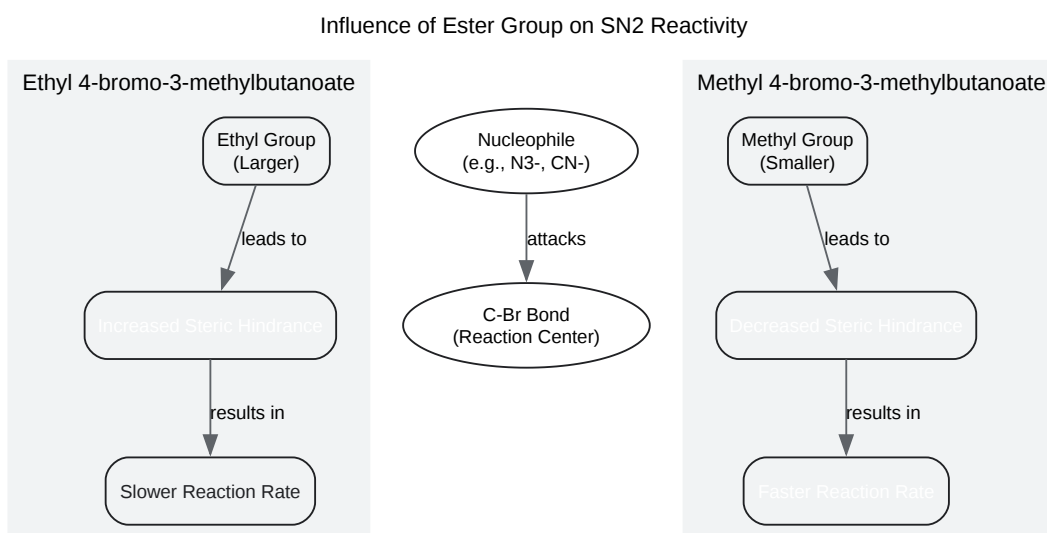 Influence of Ester Group on SN2 Reactivity
Ethyl 4-bromo-3-methylbutanoate
Ethyl Group
(Larger)
leads to
Increased Steric Hindrance
results in
Slower Reaction Rate
Nucleophile
(e.g., N3-, CN-)
attacks
C-Br Bond
(Reaction Center)
Methyl 4-bromo-3-methylbutanoate
Methyl Group
(Smaller)
leads to
Decreased Steric Hindrance
results in
Faster Reaction Rate